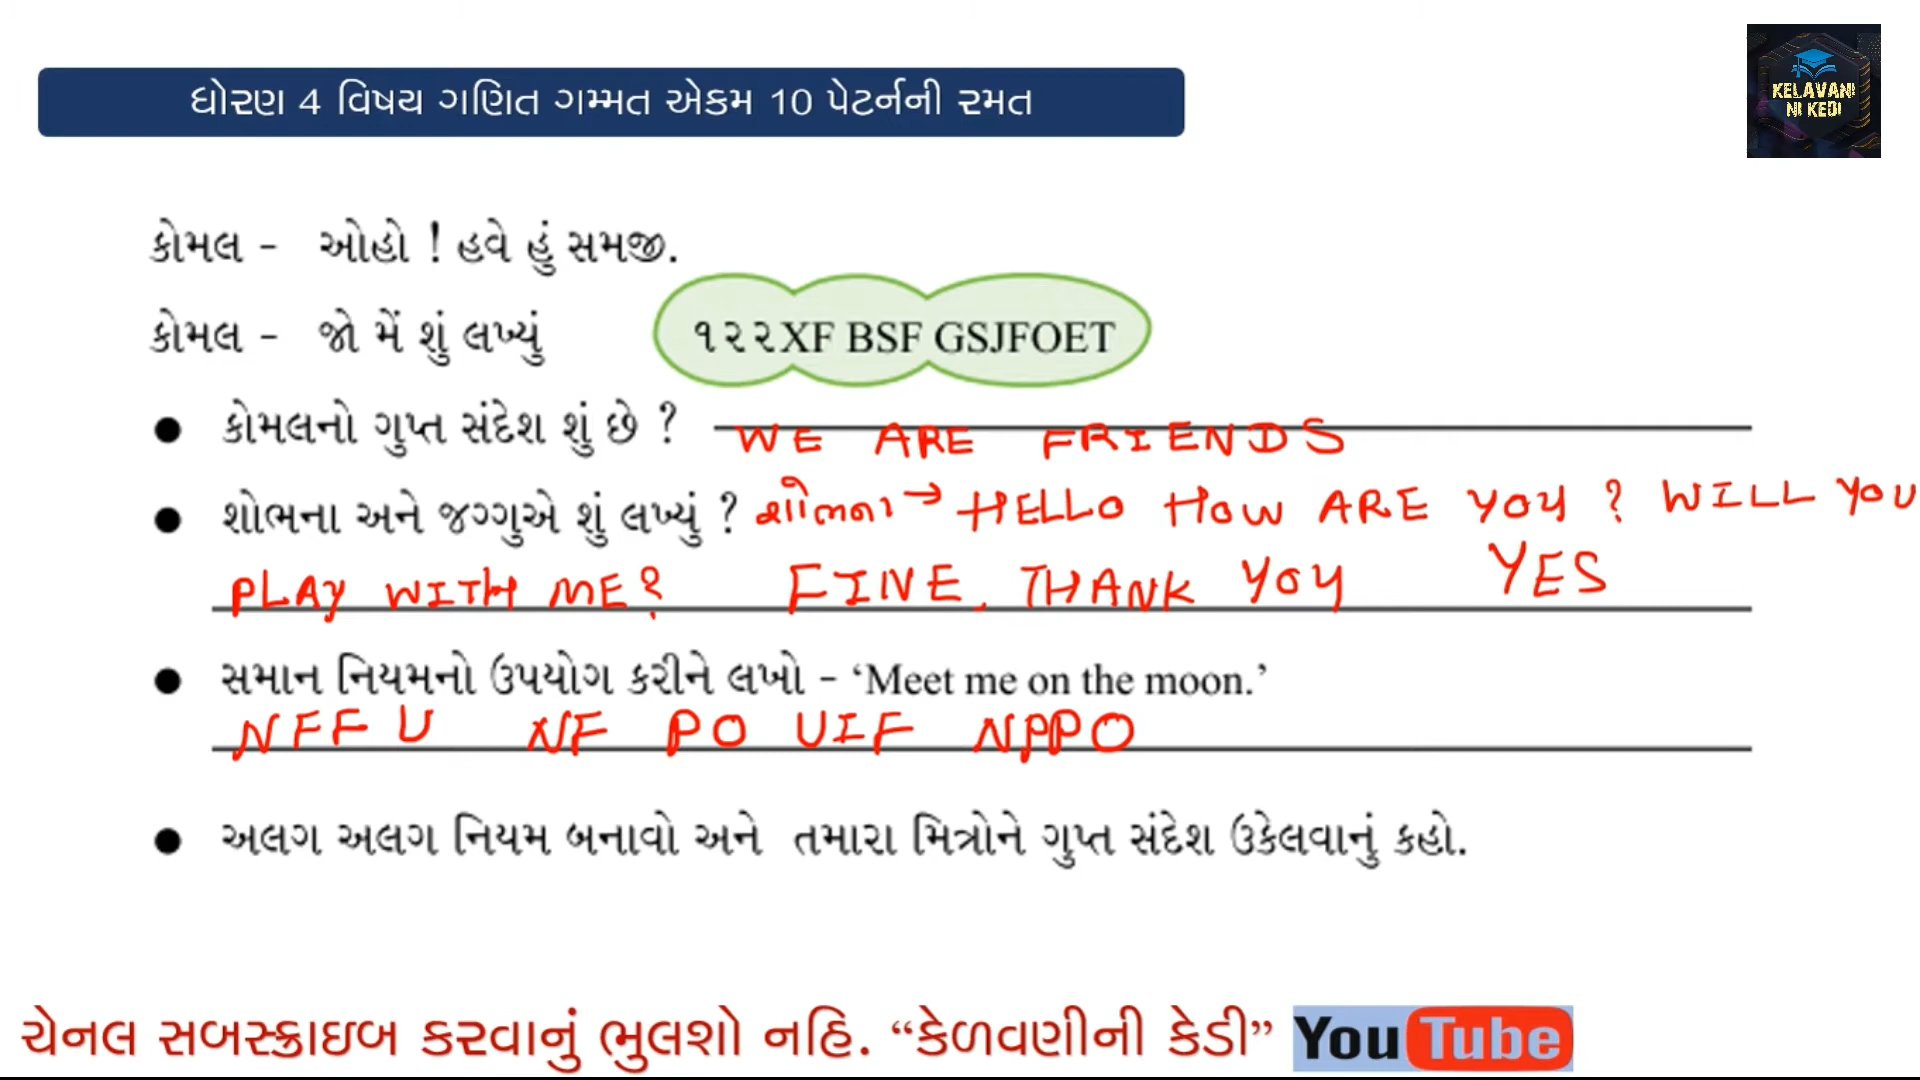 ધોરણ 4 વિષય ગણિત ગમ્મત એકમ 10 પેટર્નની રમત
KELAVANI
NI KEDI
કોમલ - ઓહો ! હવે હું સમજી.
કોમલ - જો મેં શું લખ્યું ૧૨૨XF BSF GSJFOET
● કોમલનો ગુપ્ત સંદેશ શું છે ? WE ARE FRIENDS
● શોભના અને જગ્ગુએ શું લખ્યું ? શોભના → HELLO HOW ARE YOU ? WILL YOU
PLAY WITH ME? FINE, THANK YOU YES
● સમાન નિયમનો ઉપયોગ કરીને લખો - ‘Meet me on the moon.’
NFFU NF PO UIF NPPO
● અલગ અલગ નિયમ બનાવો અને તમારા મિત્રોને ગુપ્ત સંદેશ ઉકેલવાનું કહો.
ચેનલ સબસ્ક્રાઇબ કરવાનું ભુલશો નહિ. “કેળવણીની કેડી” YouTube